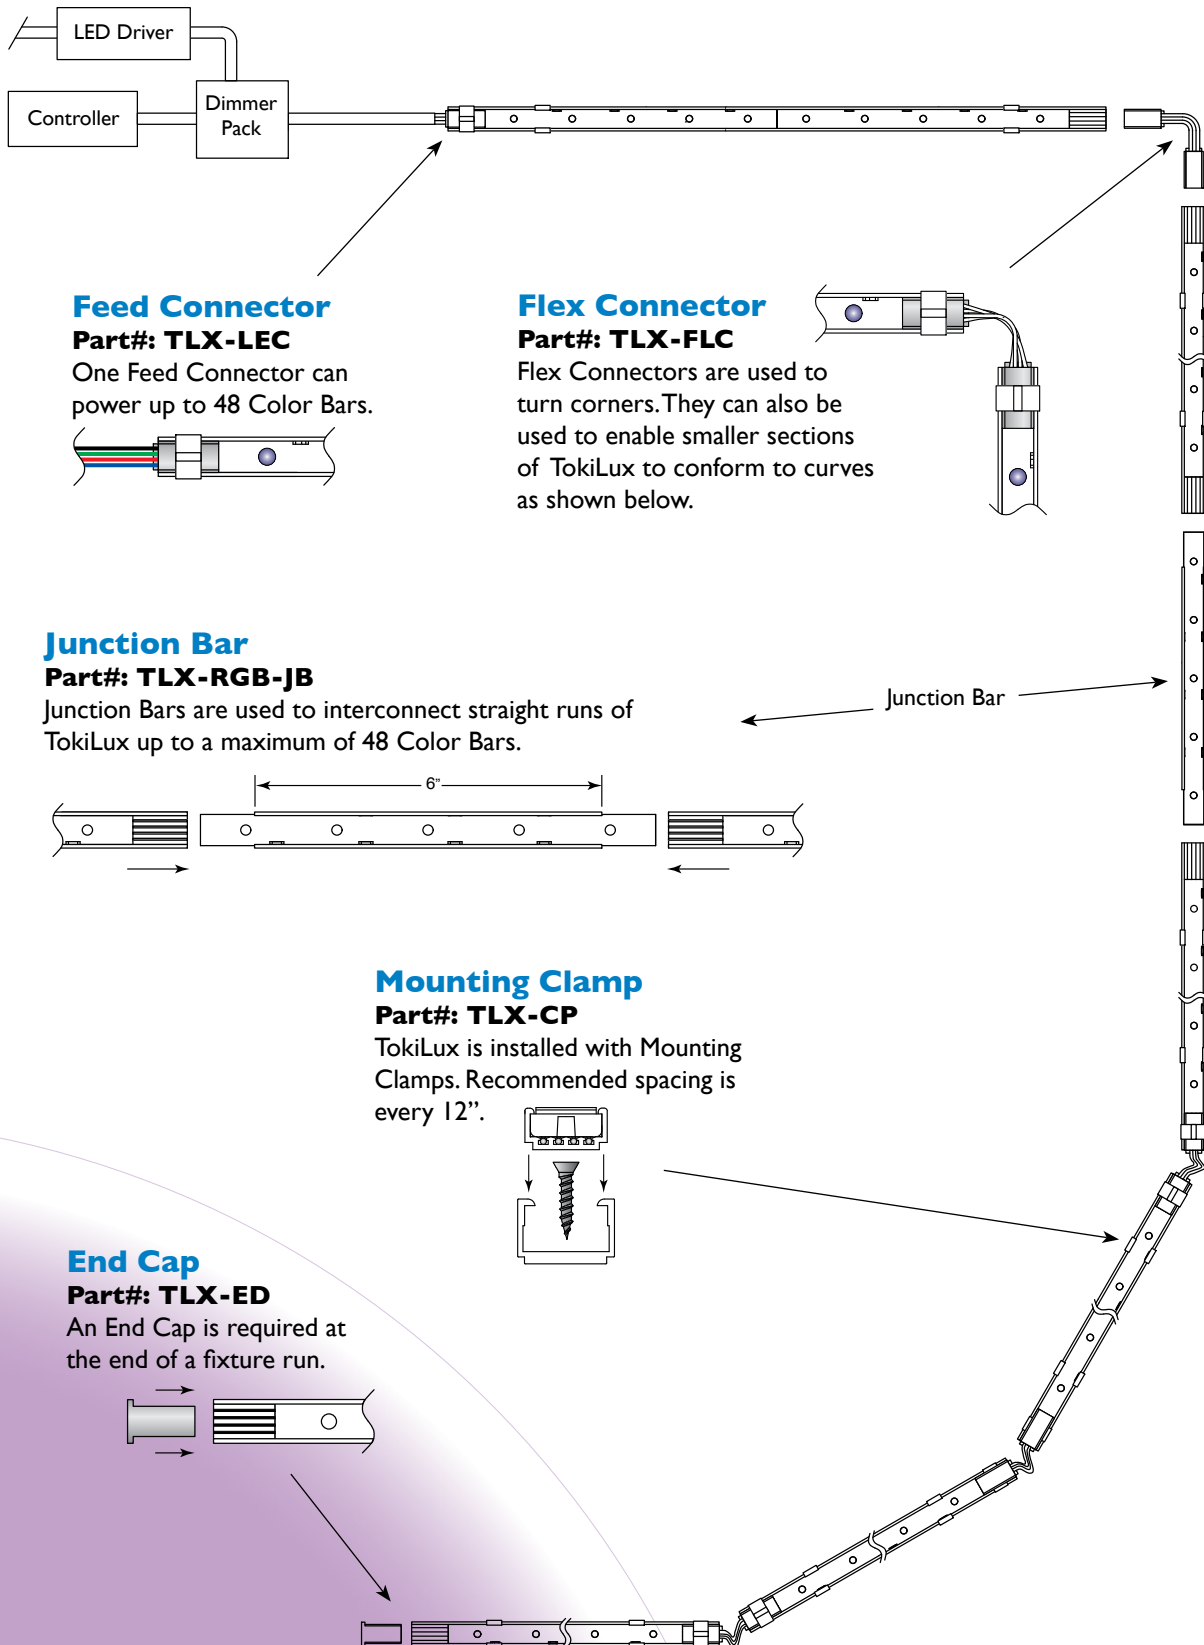 LED Driver
Controller
Dimmer
Pack
Feed Connector
Part#: TLX-LEC
One Feed Connector can
power up to 48 Color Bars.
Flex Connector
Part#: TLX-FLC
Flex Connectors are used to
turn corners. They can also be
used to enable smaller sections
of TokiLux to conform to curves
as shown below.
Junction Bar
Part#: TLX-RGB-JB
Junction Bars are used to interconnect straight runs of
TokiLux up to a maximum of 48 Color Bars.
Junction Bar
6"
Mounting Clamp
Part#: TLX-CP
TokiLux is installed with Mounting
Clamps. Recommended spacing is
every 12”.
End Cap
Part#: TLX-ED
An End Cap is required at
the end of a fixture run.